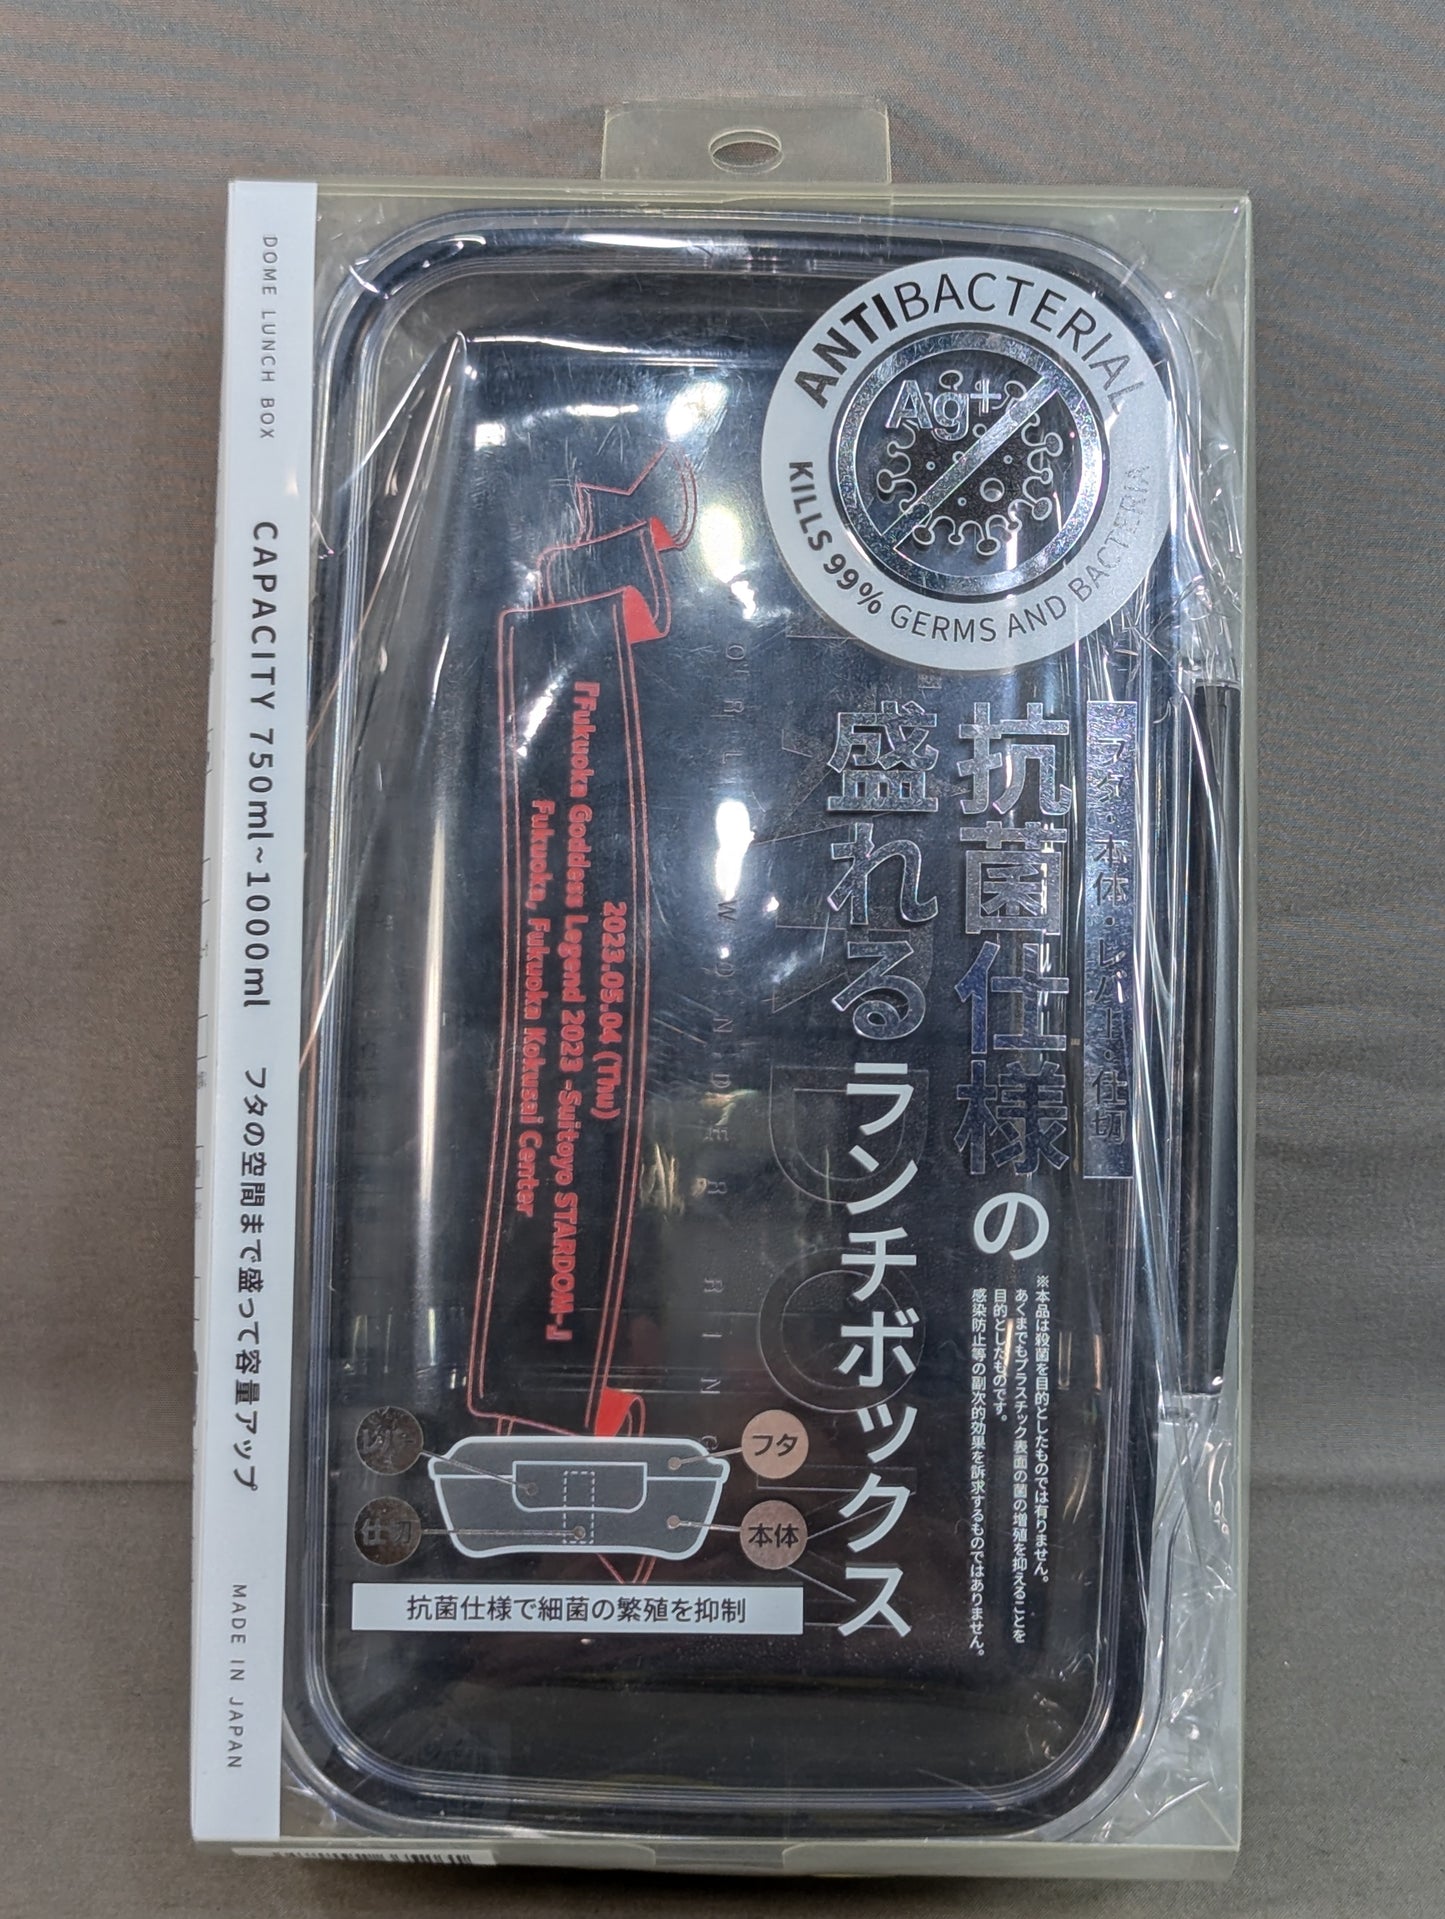 DOME LUNCH BOX
CAPACITY 750ml~1000ml
フタの空間まで盛って容量アップ
MADE IN JAPAN
ANTIBACTERIAL
Ag+
KILLS 99% GERMS AND BACTERIA
フタ・本体・レバー・仕切
抗菌仕様の
盛れるランチボックス
※本品は殺菌を目的としたものでは有りません。
あくまでもプラスチック表面の菌の増殖を抑えることを
目的としたものです。
感染防止等の副次的効果を訴求するものではありません。
2023.05.04 (Thu)
『Fukuoka Goddess Legend 2023 -Suitoyo STARDOM-』
Fukuoka, Fukuoka Kokusai Center
フタ
仕切
本体
抗菌仕様で細菌の繁殖を抑制